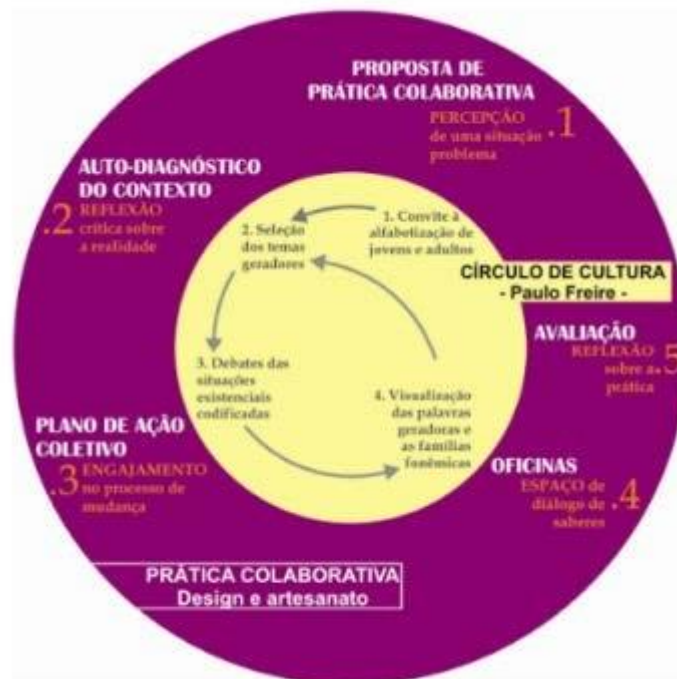 PROPOSTA DE
PRÁTICA COLABORATIVA
PERCEPÇÃO
de uma situação
problema
.1
AUTO-DIAGNÓSTICO
DO CONTEXTO
.2
REFLEXÃO
crítica sobre
a realidade
1. Convite à
alfabetização de
jovens e adultos
2. Seleção
dos temas
geradores
CÍRCULO DE CULTURA
- Paulo Freire -
AVALIAÇÃO
REFLEXÃO
sobre a
prática
.5
3. Debates das
situações
existenciais
codificadas
4. Visualização
das palavras
geradoras e
as famílias
fonêmicas
PLANO DE AÇÃO
COLETIVO
.3
ENGAJAMENTO
no processo de
mudança
OFICINAS
ESPAÇO de
diálogo de
saberes
.4
PRÁTICA COLABORATIVA
Design e artesanato